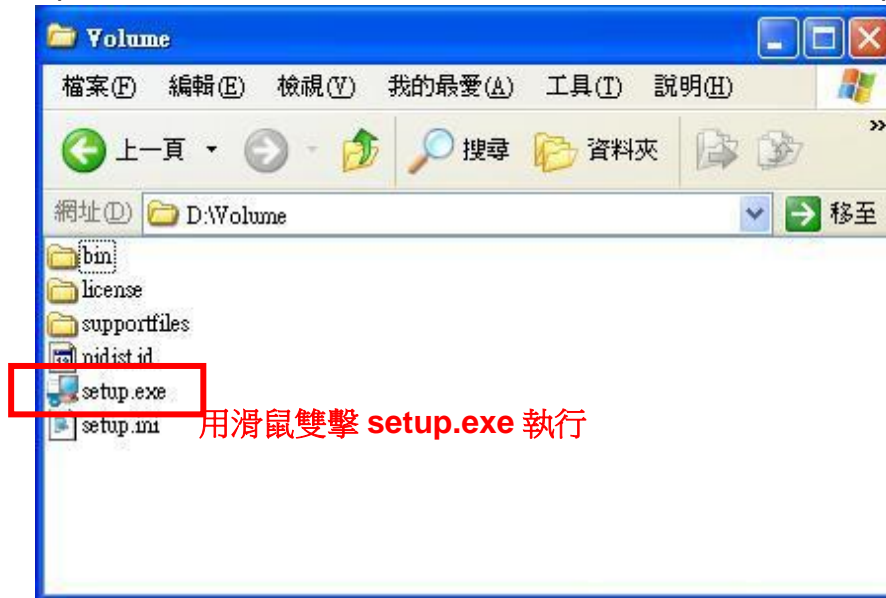 Volume
檔案(F) 編輯(E) 檢視(V) 我的最愛(A) 工具(T) 說明(H)
上一頁 搜尋 資料夾 »
網址(D) D:\Volume 移至
bin
license
supportfiles
nidist.id
setup.exe
setup.ini
用滑鼠雙擊 setup.exe 執行